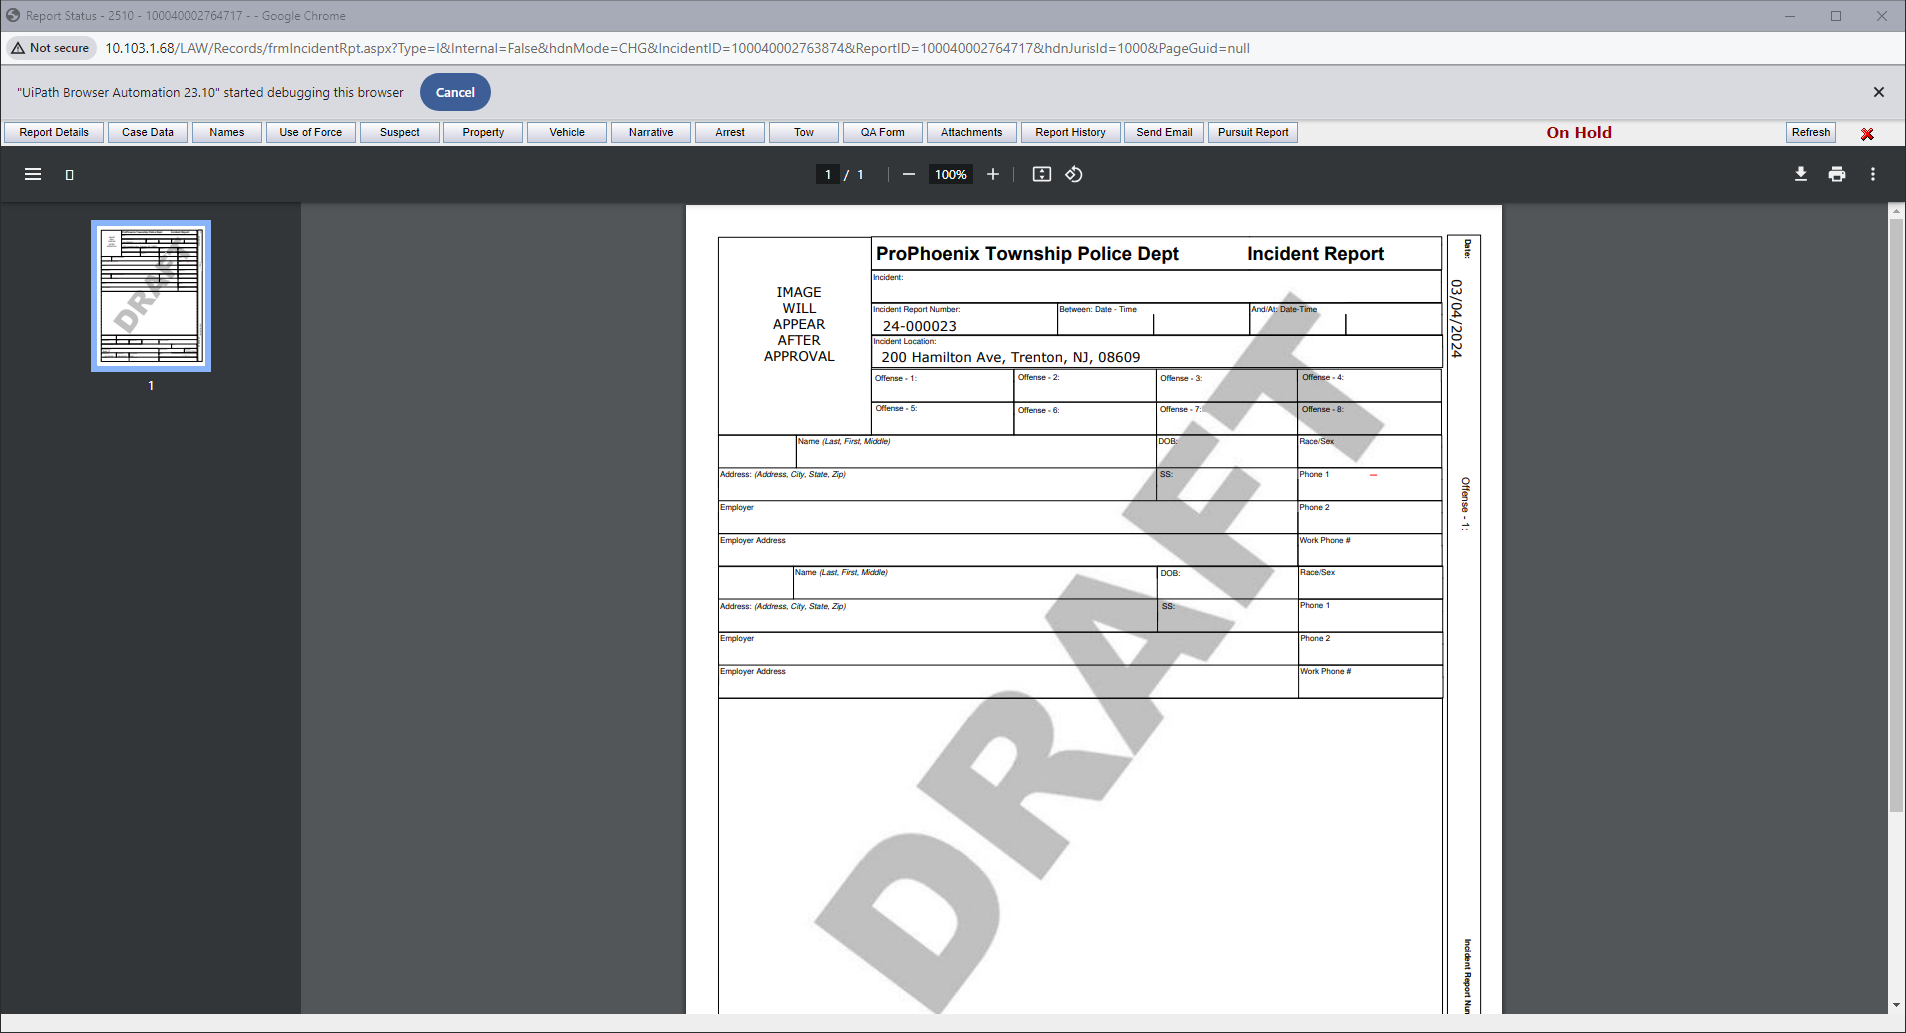 Report Status - 2510 - 100040002764717 - - Google Chrome
Not secure 10.103.1.68/LAW/Records/frmIncidentRpt.aspx?Type=I&Internal=False&hdnMode=CHG&IncidentID=100040002763874&ReportID=100040002764717&hdnJurisId=1000&PageGuid=null
"UiPath Browser Automation 23.10" started debugging this browser Cancel
Report Details Case Data Names Use of Force Suspect Property Vehicle Narrative Arrest Tow QA Form Attachments Report History Send Email Pursuit Report On Hold Refresh
1 / 1 100%
1
ProPhoenix Township Police Dept Incident Report
IMAGE
WILL
APPEAR
AFTER
APPROVAL
Incident:
Incident Report Number: Between: Date - Time And/At: Date-Time
24-000023
Incident Location:
200 Hamilton Ave, Trenton, NJ, 08609
Offense - 1: Offense - 2: Offense - 3: Offense - 4:
Offense - 5: Offense - 6: Offense - 7: Offense - 8:
Name (Last, First, Middle) DOB: Race/Sex
Address: (Address, City, State, Zip) SS: Phone 1
Employer Phone 2
Employer Address Work Phone #
Name (Last, First, Middle) DOB: Race/Sex
Address: (Address, City, State, Zip) SS: Phone 1
Employer Phone 2
Employer Address Work Phone #
DRAFT
Date: 03/04/2024 Offense - 1: Incident Report